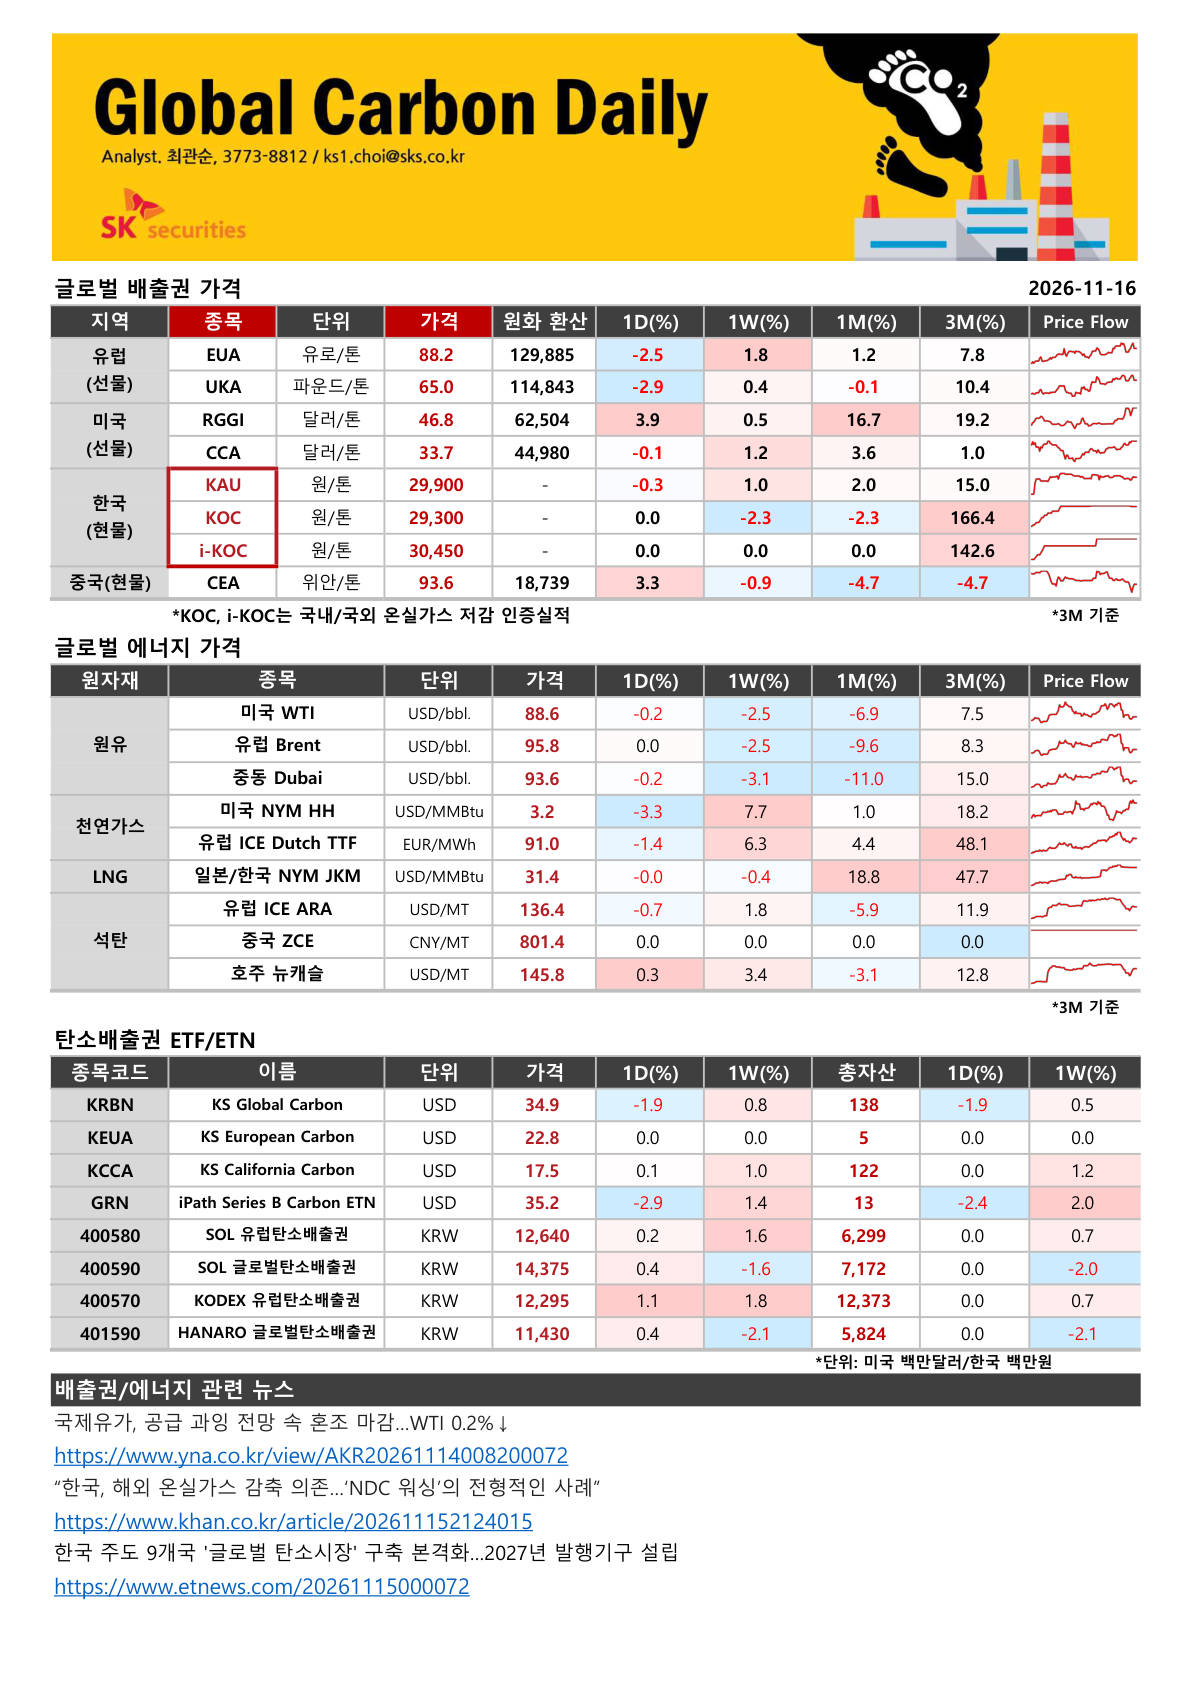 CO2
Global Carbon Daily
Analyst. 최관순, 3773-8812 / ks1.choi@sks.co.kr
SK securities
글로벌 배출권 가격 2026-11-16
지역 종목 단위 가격 원화 환산 1D(%) 1W(%) 1M(%) 3M(%) Price Flow
유럽 (선물) EUA 유로/톤 88.2 129,885 -2.5 1.8 1.2 7.8
UKA 파운드/톤 65.0 114,843 -2.9 0.4 -0.1 10.4
미국 (선물) RGGI 달러/톤 46.8 62,504 3.9 0.5 16.7 19.2
CCA 달러/톤 33.7 44,980 -0.1 1.2 3.6 1.0
한국 (현물) KAU 원/톤 29,900 - -0.3 1.0 2.0 15.0
KOC 원/톤 29,300 - 0.0 -2.3 -2.3 166.4
i-KOC 원/톤 30,450 - 0.0 0.0 0.0 142.6
중국(현물) CEA 위안/톤 93.6 18,739 3.3 -0.9 -4.7 -4.7
*KOC, i-KOC는 국내/국외 온실가스 저감 인증실적 *3M 기준
글로벌 에너지 가격
원자재 종목 단위 가격 1D(%) 1W(%) 1M(%) 3M(%) Price Flow
원유 미국 WTI USD/bbl. 88.6 -0.2 -2.5 -6.9 7.5
유럽 Brent USD/bbl. 95.8 0.0 -2.5 -9.6 8.3
중동 Dubai USD/bbl. 93.6 -0.2 -3.1 -11.0 15.0
천연가스 미국 NYM HH USD/MMBtu 3.2 -3.3 7.7 1.0 18.2
유럽 ICE Dutch TTF EUR/MWh 91.0 -1.4 6.3 4.4 48.1
LNG 일본/한국 NYM JKM USD/MMBtu 31.4 -0.0 -0.4 18.8 47.7
석탄 유럽 ICE ARA USD/MT 136.4 -0.7 1.8 -5.9 11.9
중국 ZCE CNY/MT 801.4 0.0 0.0 0.0 0.0
호주 뉴캐슬 USD/MT 145.8 0.3 3.4 -3.1 12.8
*3M 기준
탄소배출권 ETF/ETN
종목코드 이름 단위 가격 1D(%) 1W(%) 총자산 1D(%) 1W(%)
KRBN KS Global Carbon USD 34.9 -1.9 0.8 138 -1.9 0.5
KEUA KS European Carbon USD 22.8 0.0 0.0 5 0.0 0.0
KCCA KS California Carbon USD 17.5 0.1 1.0 122 0.0 1.2
GRN iPath Series B Carbon ETN USD 35.2 -2.9 1.4 13 -2.4 2.0
400580 SOL 유럽탄소배출권 KRW 12,640 0.2 1.6 6,299 0.0 0.7
400590 SOL 글로벌탄소배출권 KRW 14,375 0.4 -1.6 7,172 0.0 -2.0
400570 KODEX 유럽탄소배출권 KRW 12,295 1.1 1.8 12,373 0.0 0.7
401590 HANARO 글로벌탄소배출권 KRW 11,430 0.4 -2.1 5,824 0.0 -2.1
*단위: 미국 백만달러/한국 백만원
배출권/에너지 관련 뉴스
국제유가, 공급 과잉 전망 속 혼조 마감...WTI 0.2%↓
https://www.yna.co.kr/view/AKR20261114008200072
“한국, 해외 온실가스 감축 의존...‘NDC 워싱’의 전형적인 사례”
https://www.khan.co.kr/article/202611152124015
한국 주도 9개국 '글로벌 탄소시장' 구축 본격화...2027년 발행기구 설립
https://www.etnews.com/20261115000072